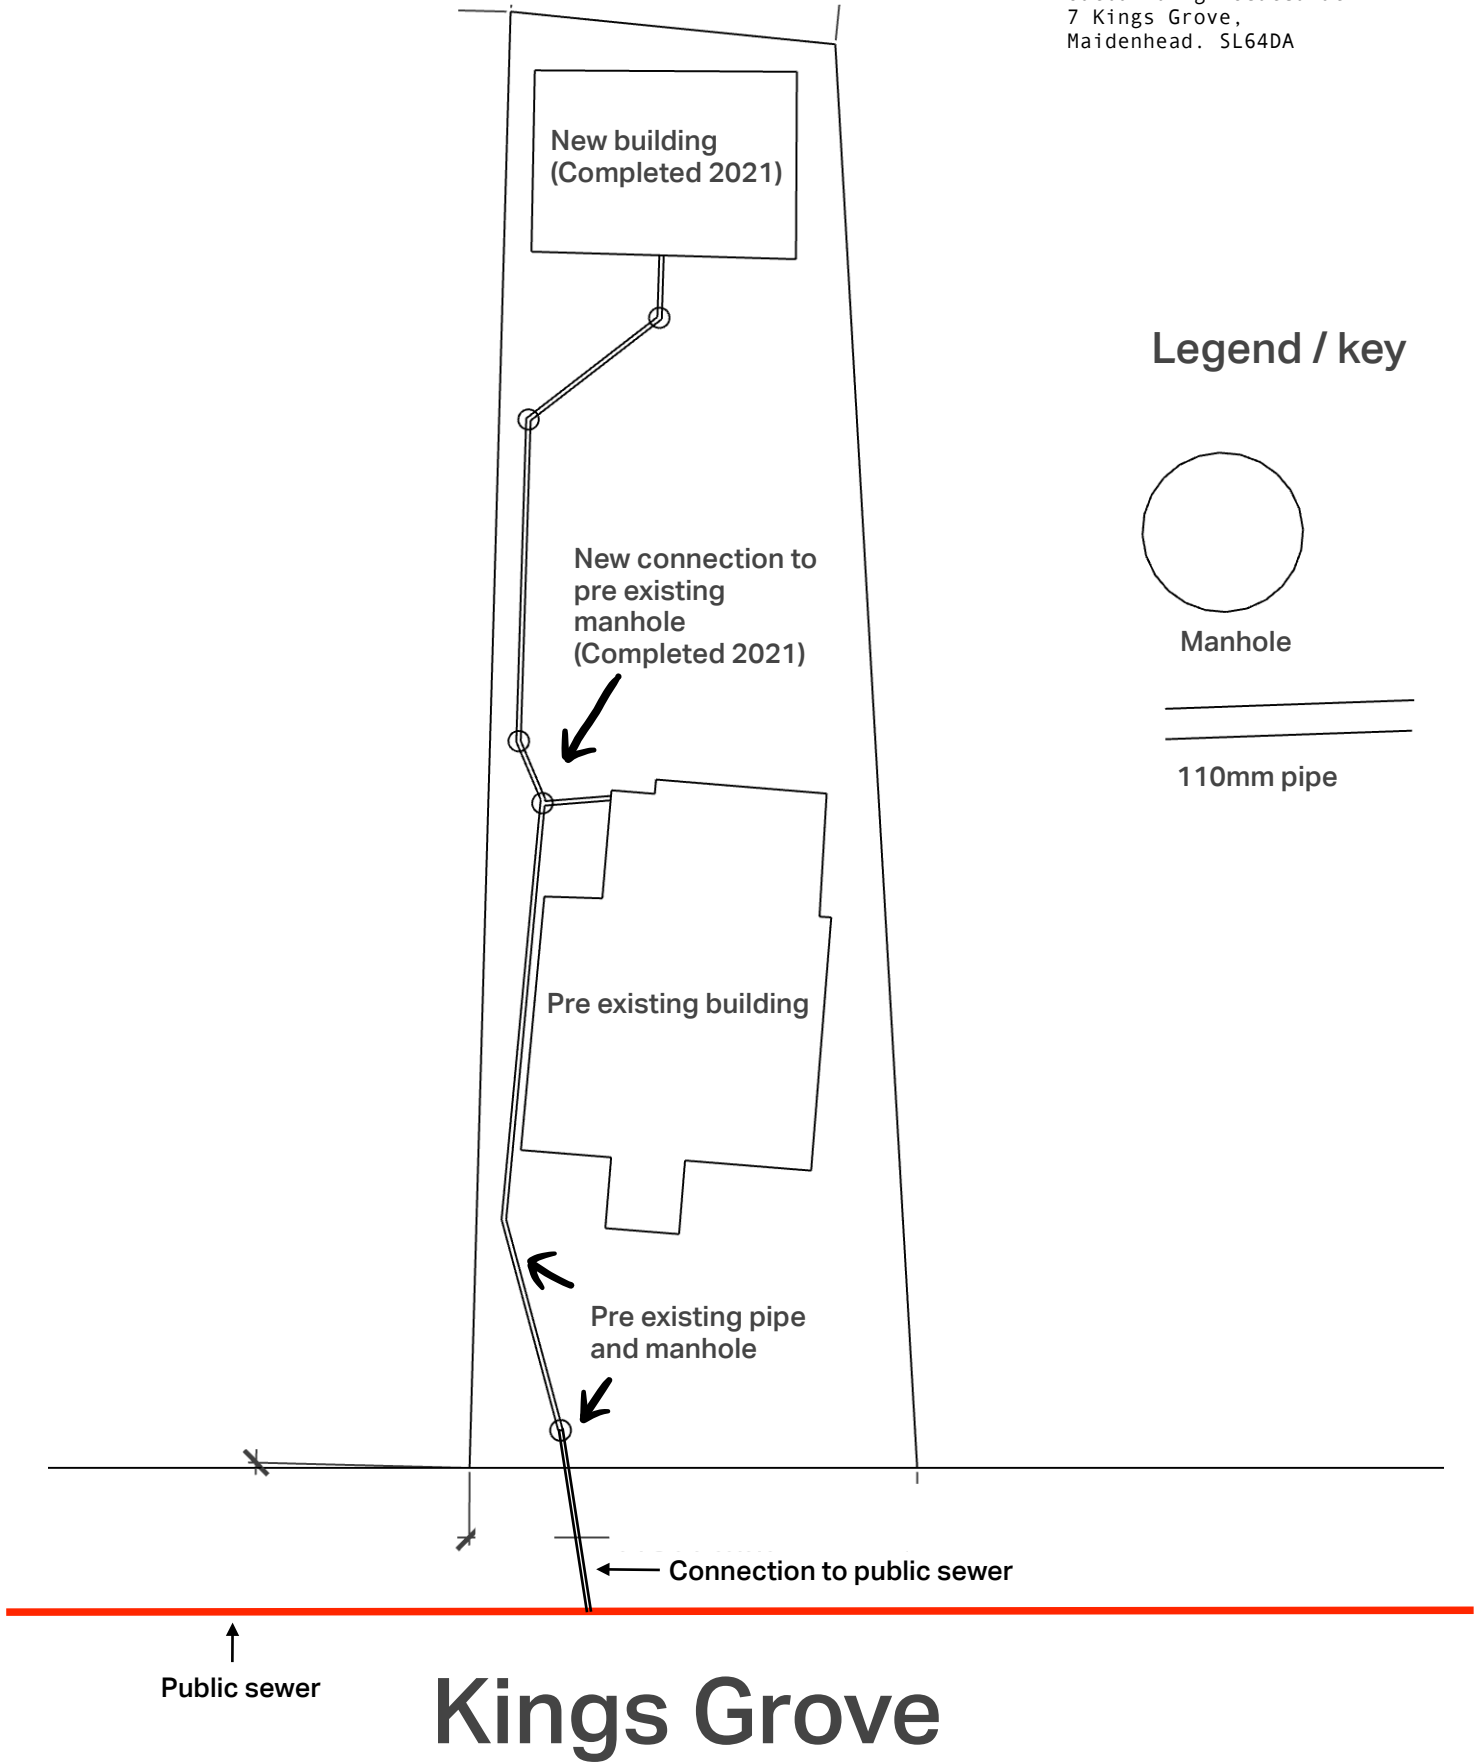 7 Kings Grove,
Maidenhead. SL64DA
New building
(Completed 2021)
Legend / key
New connection to
pre existing
manhole
(Completed 2021)
Manhole
110mm pipe
Pre existing building
Pre existing pipe
and manhole
Connection to public sewer
Public sewer
Kings Grove